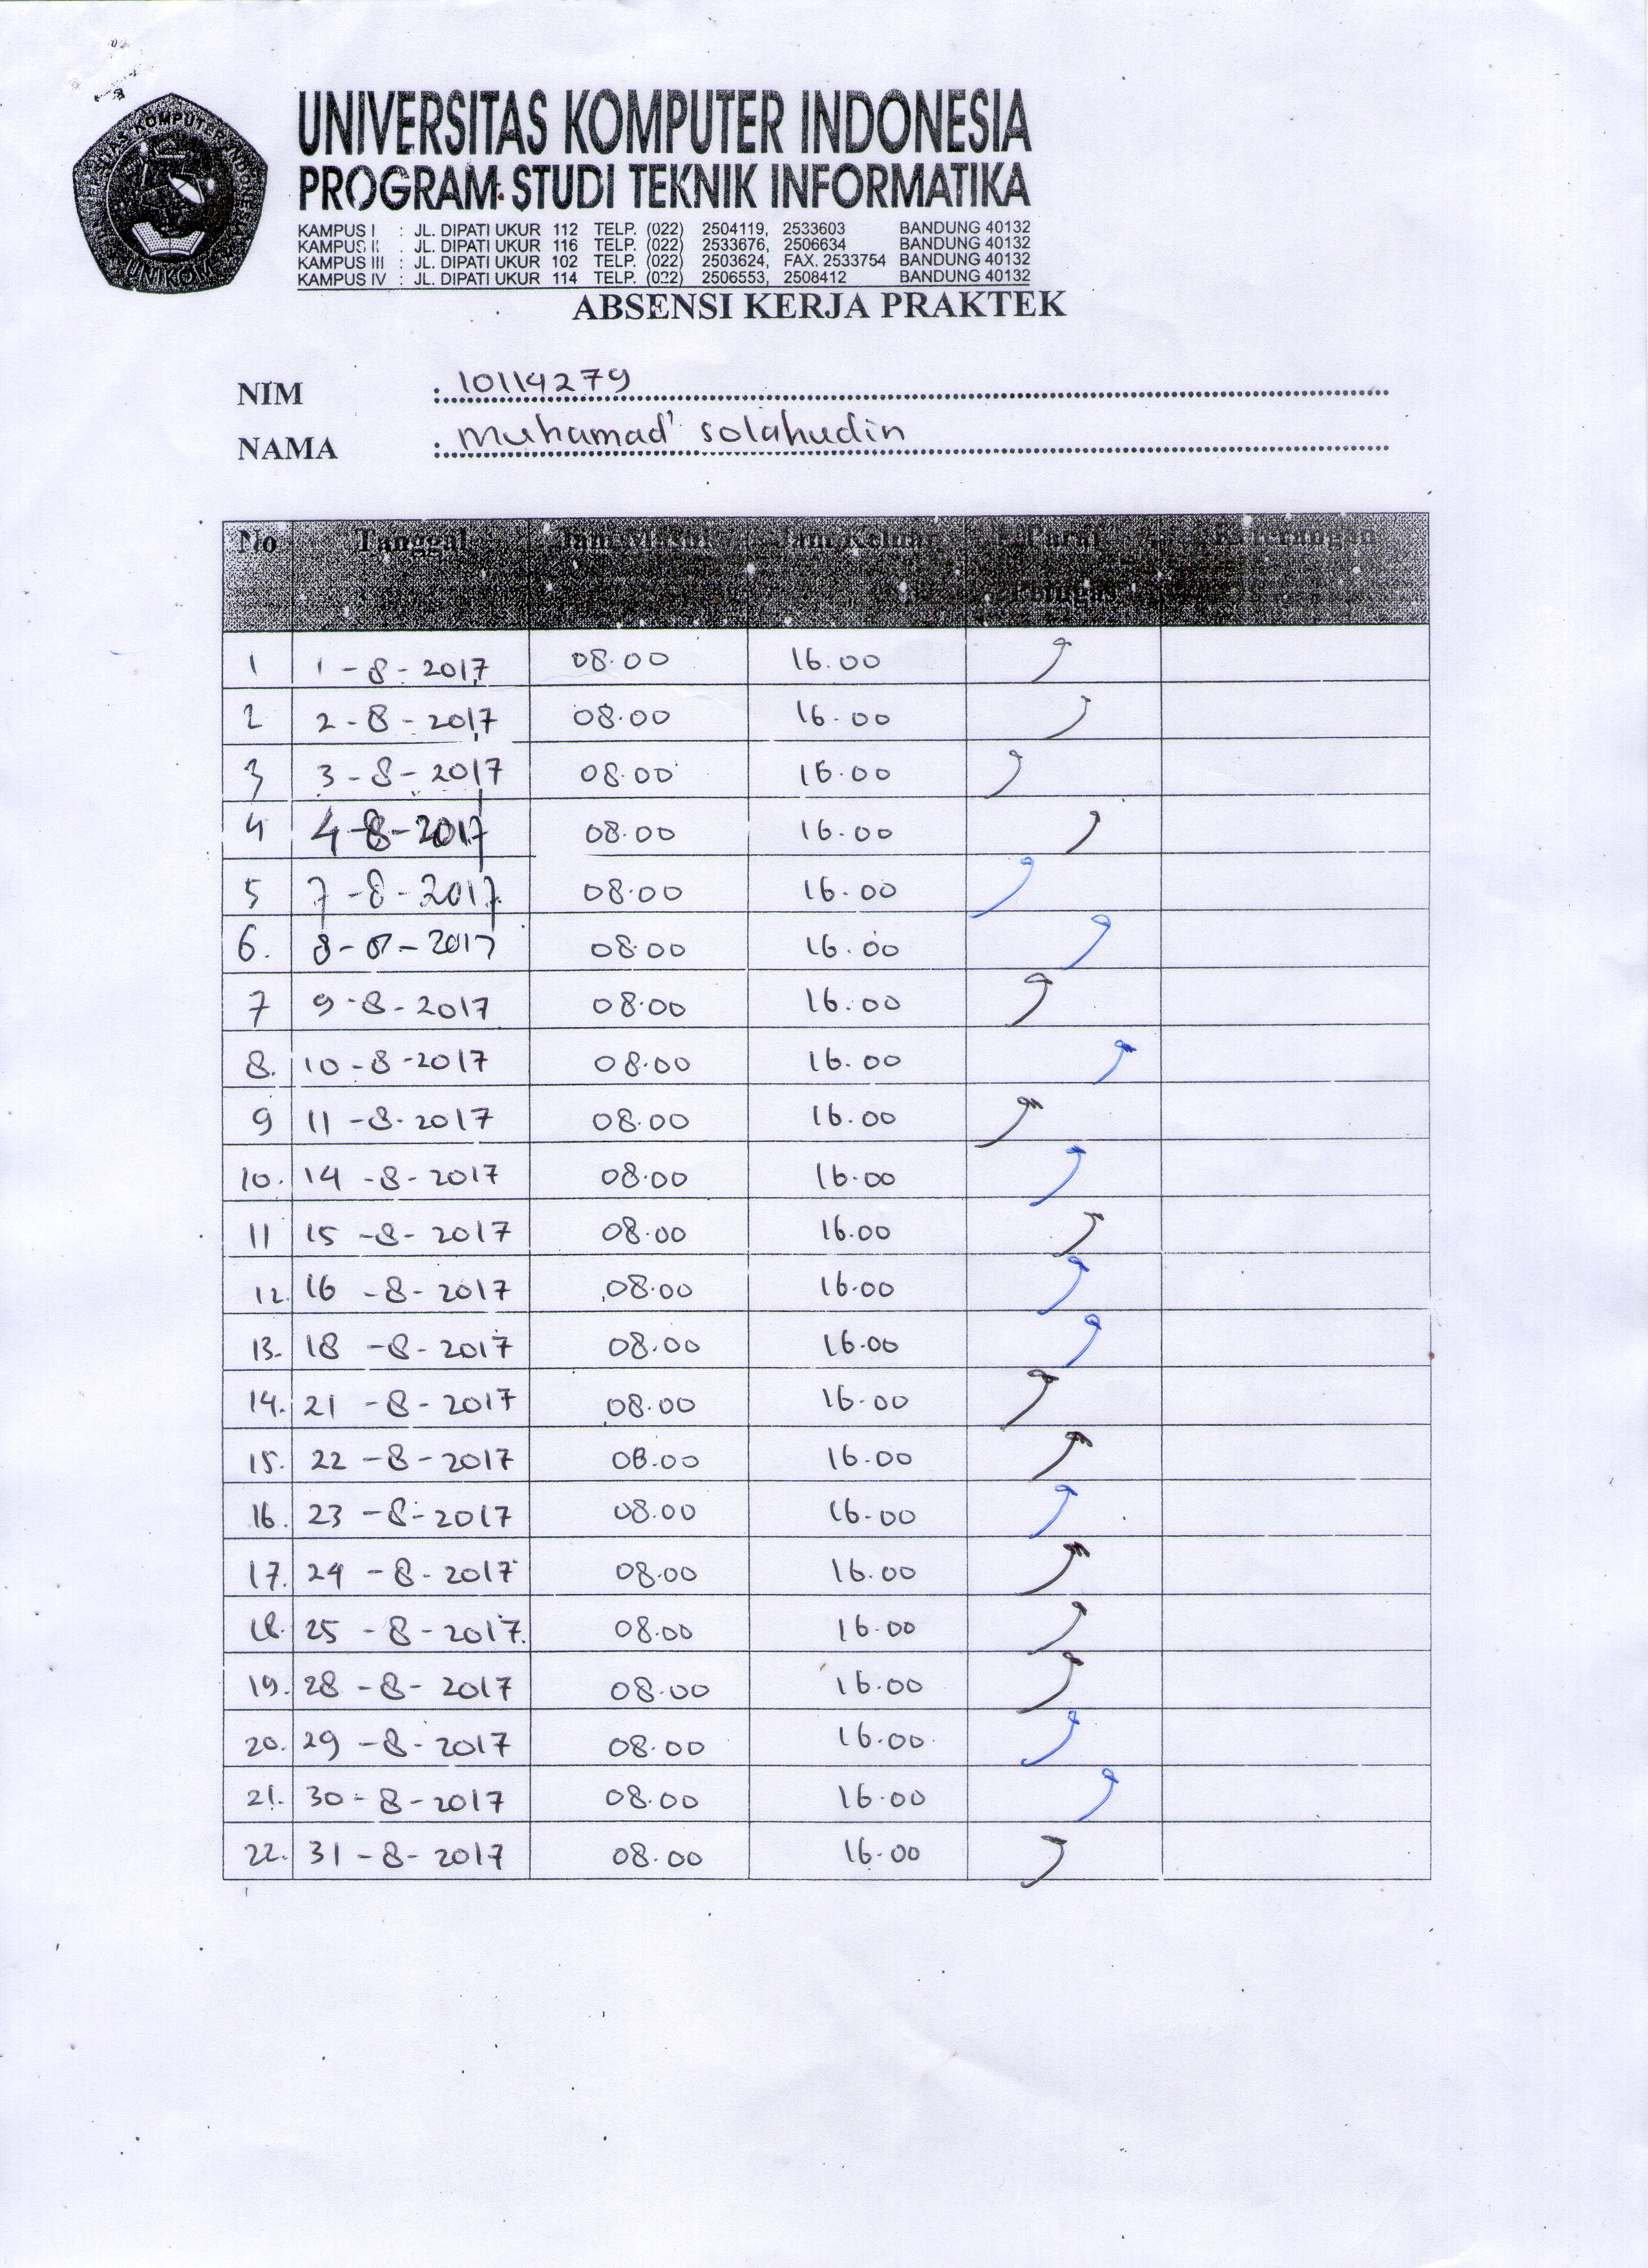 UNIVERSITAS KOMPUTER INDONESIA
UNIKOM
UNIVERSITAS KOMPUTER INDONESIA
PROGRAM STUDI TEKNIK INFORMATIKA
KAMPUS I : JL. DIPATI UKUR 112 TELP. (022) 2504119, 2533603 BANDUNG 40132
KAMPUS II : JL. DIPATI UKUR 116 TELP. (022) 2533676, 2506634 BANDUNG 40132
KAMPUS III : JL. DIPATI UKUR 102 TELP. (022) 2503624, FAX. 2533754 BANDUNG 40132
KAMPUS IV : JL. DIPATI UKUR 114 TELP. (022) 2506553, 2508412 BANDUNG 40132
ABSENSI KERJA PRAKTEK
NIM : 10114279
NAMA : Muhamad solahudin
No Tanggal Jam Masuk Jam Keluar Paraf Keterangan
Petugas
1 1-8-2017 08.00 16.00
2 2-8-2017 08.00 16.00
3 3-8-2017 08.00 16.00
4 4-8-2017 08.00 16.00
5 7-8-2017 08.00 16.00
6. 8-8-2017 08.00 16.00
7 9-8-2017 08.00 16.00
8. 10-8-2017 08.00 16.00
9 11-8-2017 08.00 16.00
10. 14-8-2017 08.00 16.00
11 15-8-2017 08.00 16.00
12. 16-8-2017 08.00 16.00
13. 18-8-2017 08.00 16.00
14. 21-8-2017 08.00 16.00
15. 22-8-2017 08.00 16.00
16. 23-8-2017 08.00 16.00
17. 24-8-2017 08.00 16.00
18. 25-8-2017. 08.00 16.00
19. 28-8-2017 08.00 16.00
20. 29-8-2017 08.00 16.00
21. 30-8-2017 08.00 16.00
22. 31-8-2017 08.00 16.00